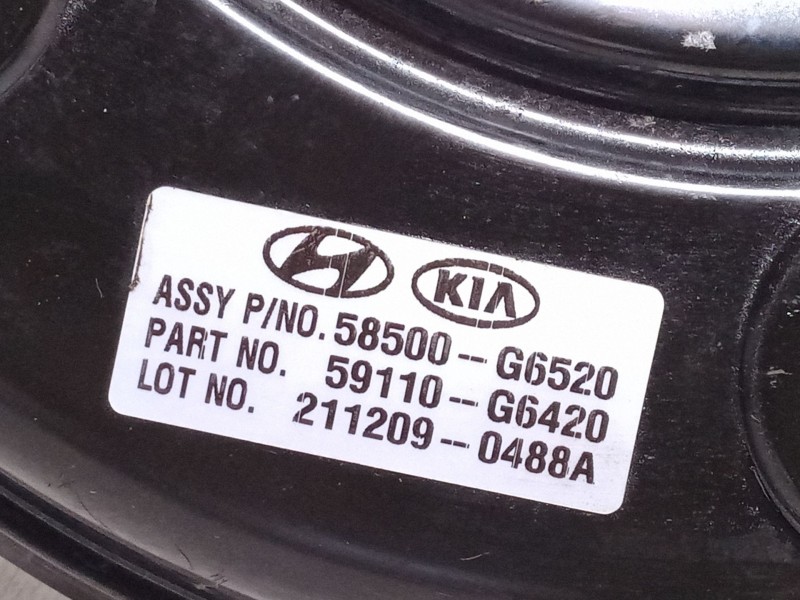 KIA
ASSY P/NO. 58500-G6520
PART NO. 59110-G6420
LOT NO. 211209-0488A